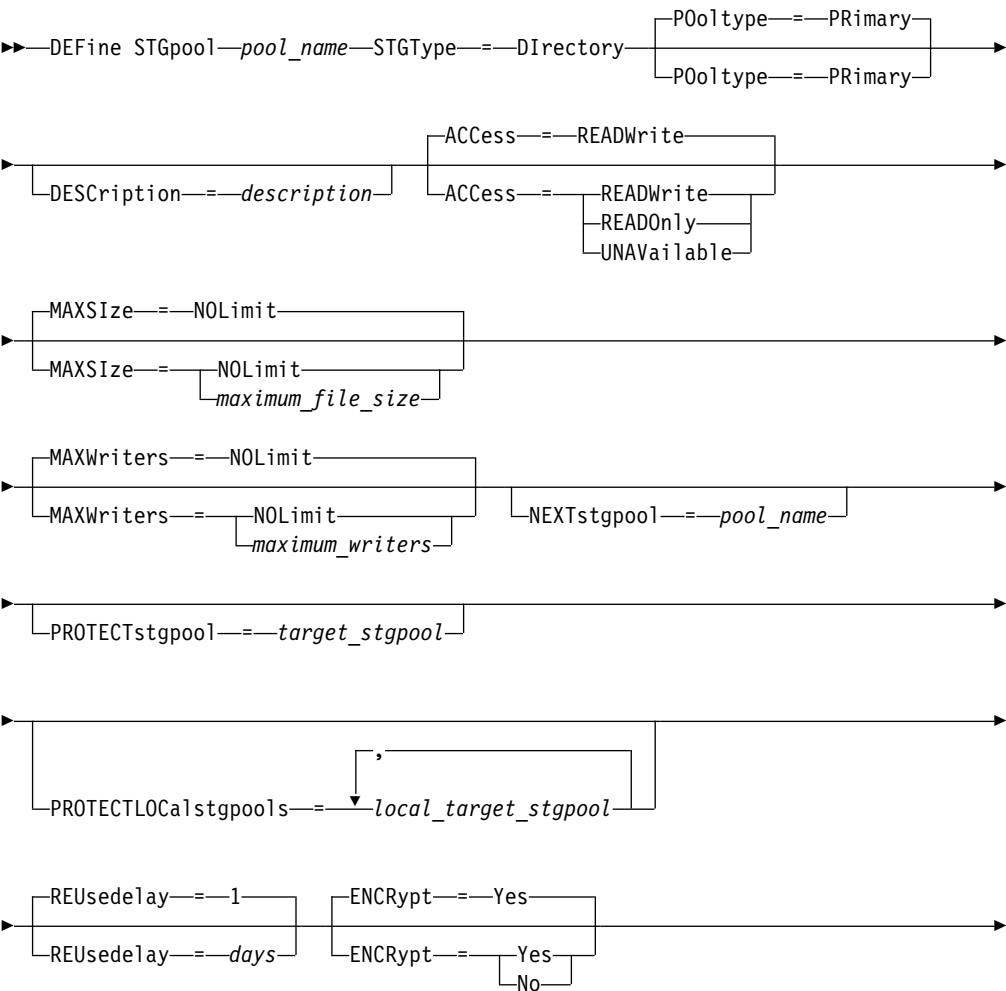 POoltype = PRimary
DEFine STGpool pool_name STGType = DIrectory
POoltype = PRimary
ACCess = READWrite
DESCription = description
ACCess = READWrite
READOnly
UNAVailable
MAXSIze = NOLimit
MAXSIze = NOLimit
maximum_file_size
MAXWriters = NOLimit
MAXWriters = NOLimit
maximum_writers
NEXTstgpool = pool_name
PROTECTstgpool = target_stgpool
,
PROTECTLOCalstgpools = local_target_stgpool
REUsedelay = 1
ENCRypt = Yes
REUsedelay = days
ENCRypt = Yes
No